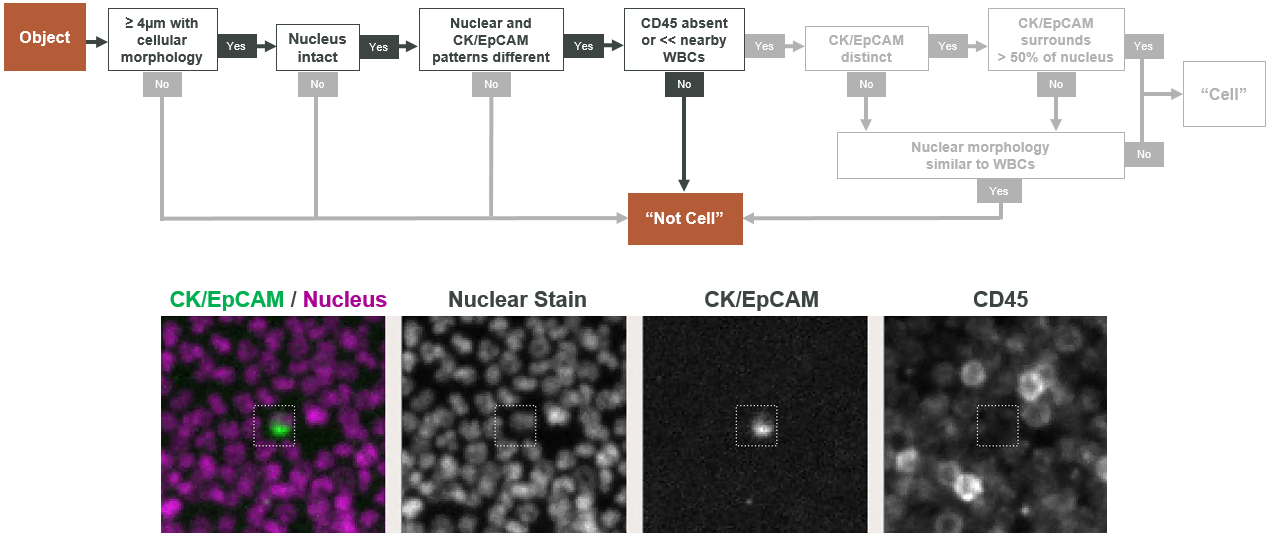 Object
≥ 4µm with
cellular
morphology
Yes
No
Nucleus
intact
Yes
No
Nuclear and
CK/EpCAM
patterns different
Yes
No
CD45 absent
or << nearby
WBCs
Yes
No
CK/EpCAM
distinct
Yes
No
CK/EpCAM
surrounds
> 50% of nucleus
Yes
No
“Cell”
Nuclear morphology
similar to WBCs
No
Yes
“Not Cell”
CK/EpCAM / Nucleus
Nuclear Stain
CK/EpCAM
CD45